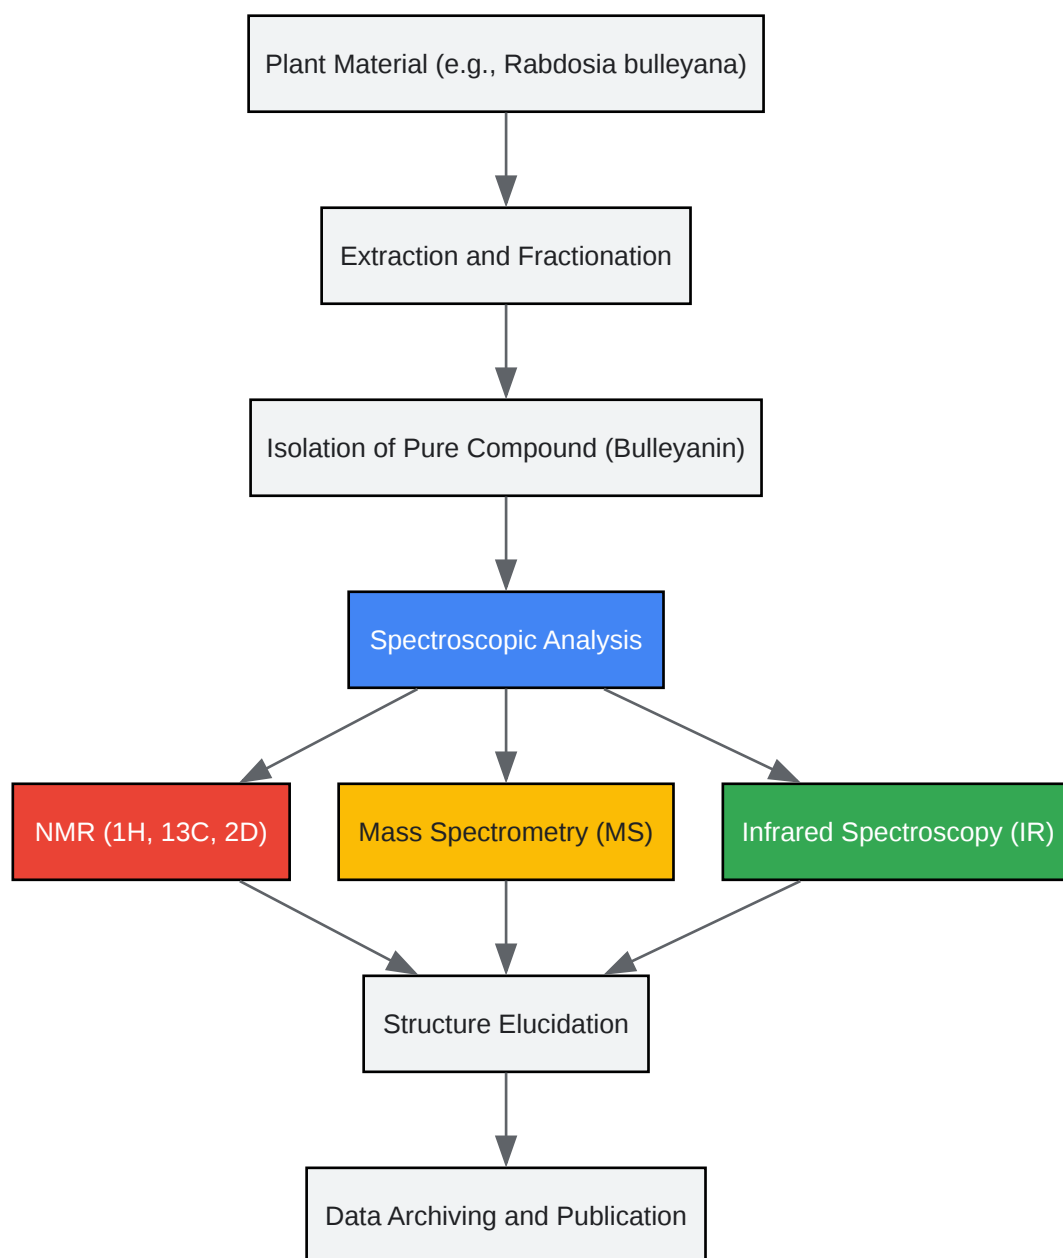 Plant Material (e.g., Rabdosia bulleyana)
Extraction and Fractionation
Isolation of Pure Compound (Bulleyanin)
Spectroscopic Analysis
NMR (1H, 13C, 2D)
Mass Spectrometry (MS)
Infrared Spectroscopy (IR)
Structure Elucidation
Data Archiving and Publication